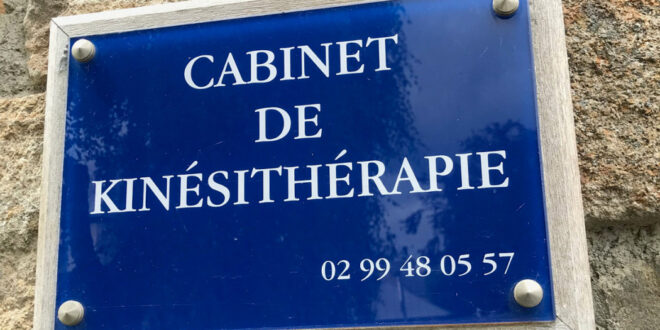 CABINET
DE
KINÉSITHÉRAPIE
02 99 48 05 57